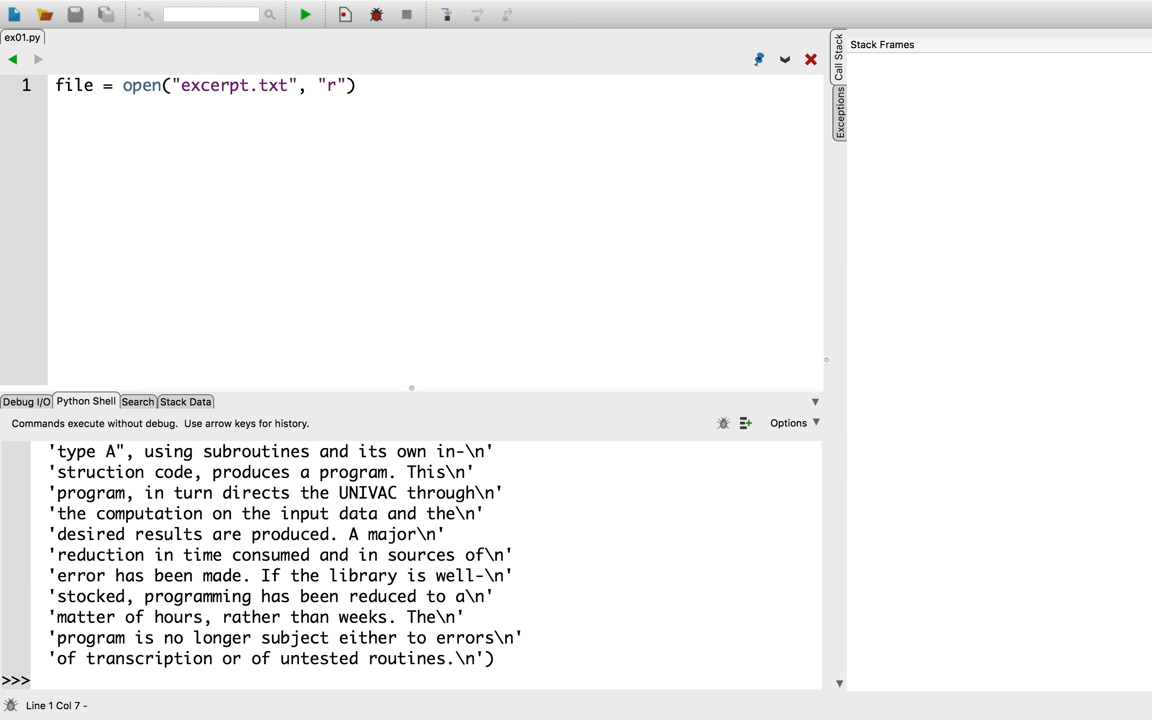 ex01.py
1 file = open("excerpt.txt", "r")
Call Stack
Exceptions
Stack Frames
Debug I/O Python Shell Search Stack Data
Commands execute without debug. Use arrow keys for history.
Options
'type A", using subroutines and its own in-\n'
'struction code, produces a program. This\n'
'program, in turn directs the UNIVAC through\n'
'the computation on the input data and the\n'
'desired results are produced. A major\n'
'reduction in time consumed and in sources of\n'
'error has been made. If the library is well-\n'
'stocked, programming has been reduced to a\n'
'matter of hours, rather than weeks. The\n'
'program is no longer subject either to errors\n'
'of transcription or of untested routines.\n')
>>>
Line 1 Col 7 -